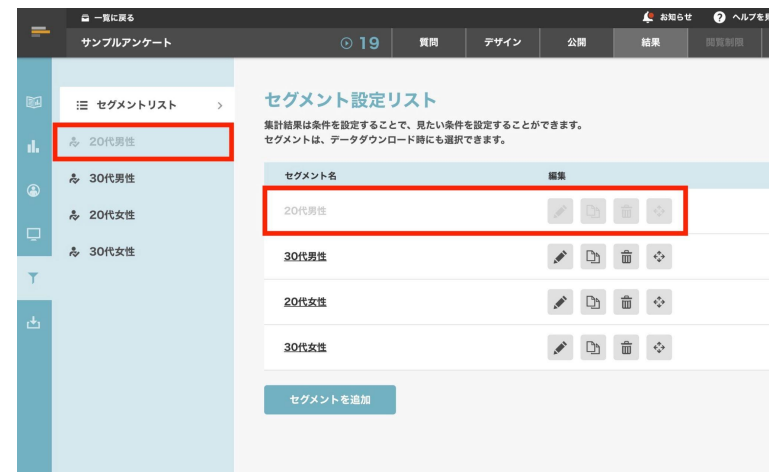 一覧に戻る
お知らせ
ヘルプを見
サンプルアンケート
19
質問
デザイン
公開
結果
閲覧制限
セグメントリスト
20代男性
30代男性
20代女性
30代女性
セグメント設定リスト
集計結果は条件を設定することで、見たい条件を設定することができます。
セグメントは、データダウンロード時にも選択できます。
セグメント名
編集
20代男性
30代男性
20代女性
30代女性
セグメントを追加